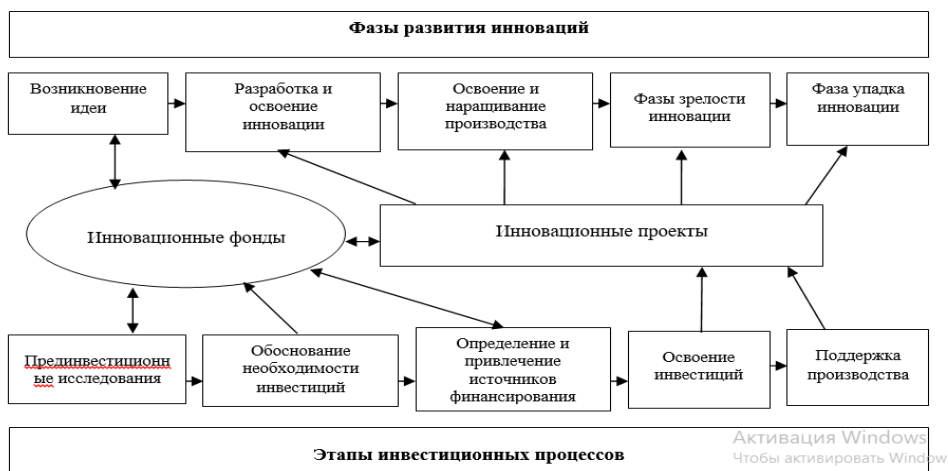 Фазы развития инноваций
Возникновение
идеи
Разработка и
освоение
инновации
Освоение и
наращивание
производства
Фазы зрелости
инновации
Фаза упадка
инновации
Инновационные фонды
Инновационные проекты
Прединвестиционн
ые исследования
Обоснование
необходимости
инвестиций
Определение и
привлечение
источников
финансирования
Освоение
инвестиций
Поддержка
производства
Этапы инвестиционных процессов
Активация Windows
Чтобы активировать Window